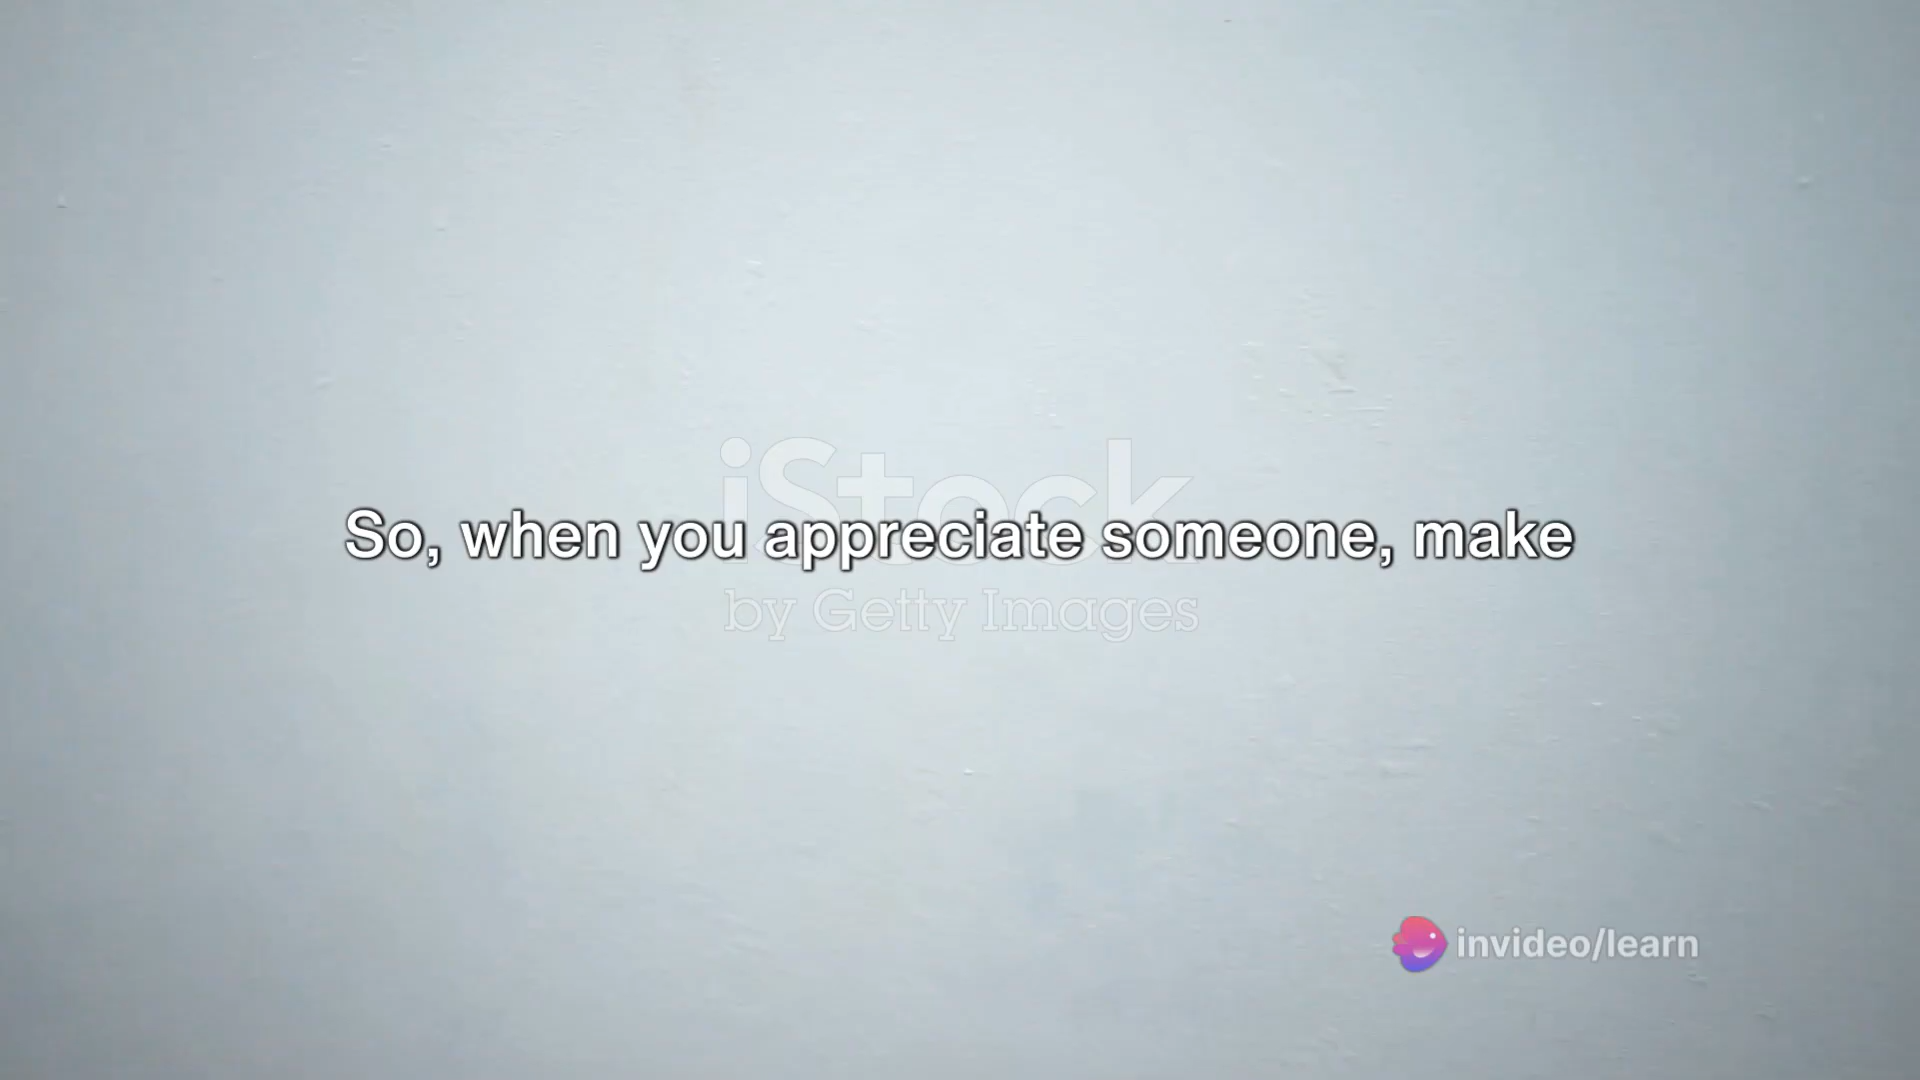 iStock
So, when you appreciate someone, make
by Getty Images
invideo/learn